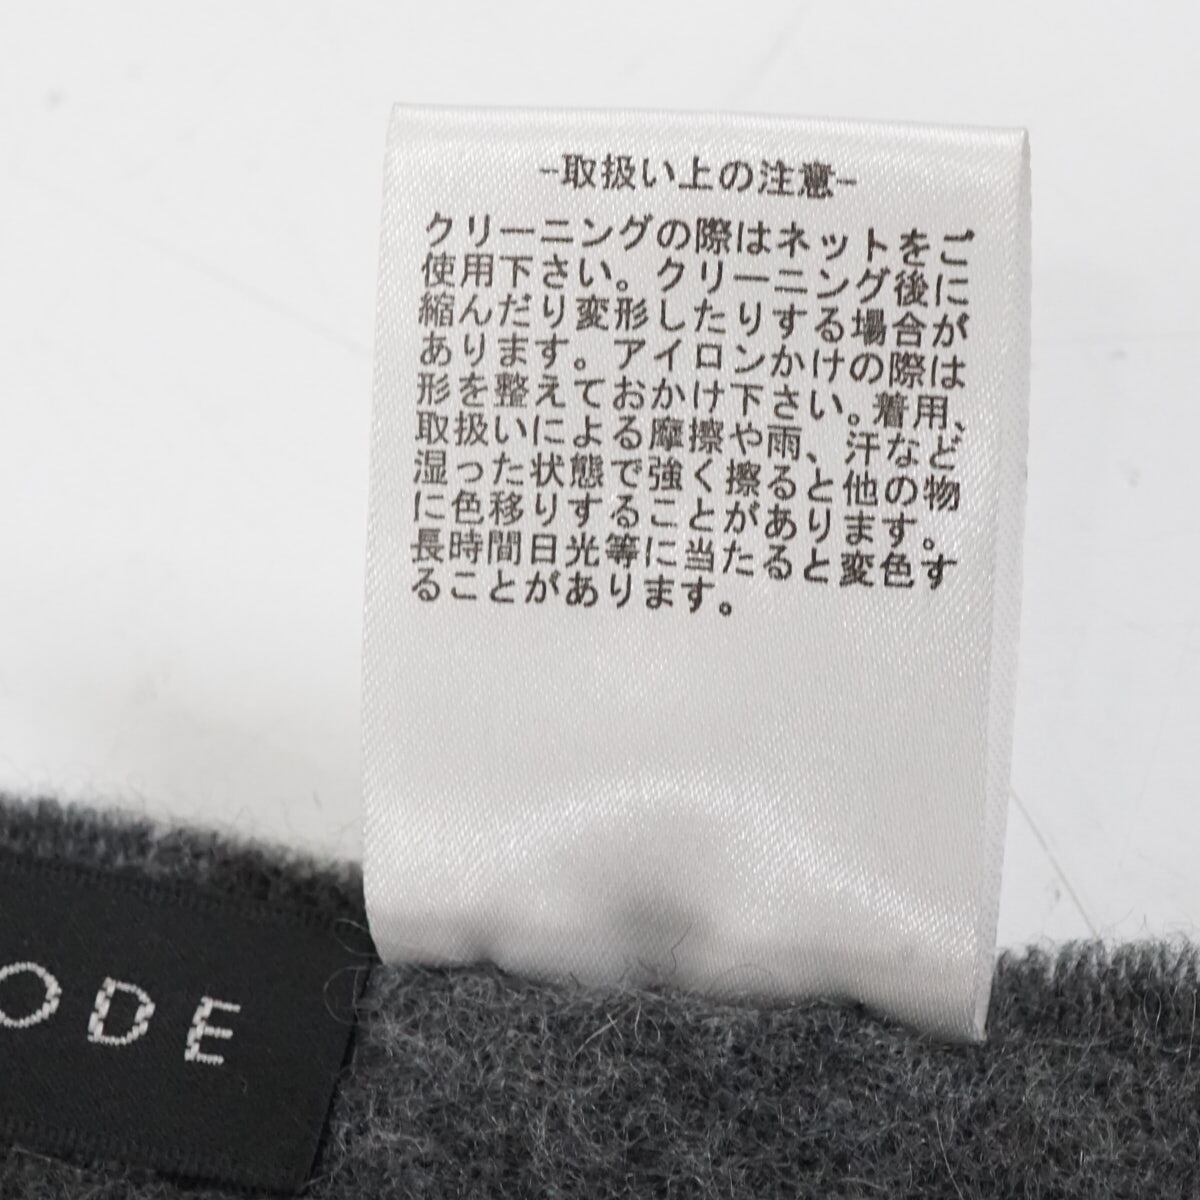 -取扱い上の注意-
クリーニングの際はネットをご
使用下さい。クリーニング後に
縮んだり変形したりする場合が
あります。アイロンかけの際は
形を整えておかけ下さい。着用、
取扱いによる摩擦や雨、汗など
湿った状態で強く擦ると他の物
に色移りすることがあります。
長時間日光等に当たると変色す
ることがあります。
ODE